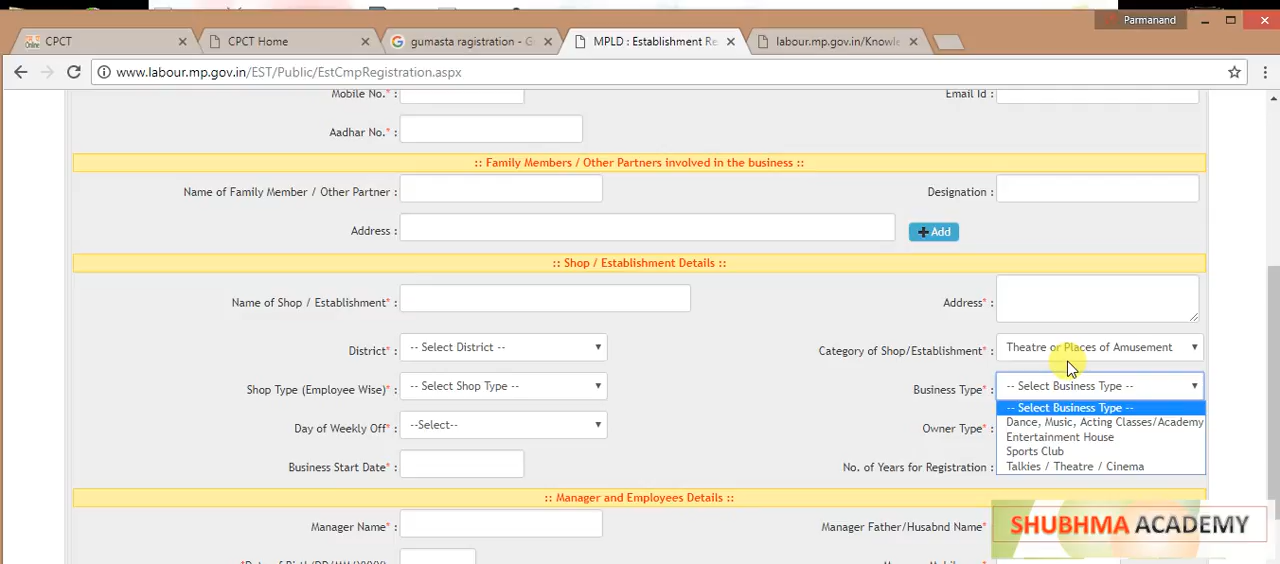 Parmanand
CPCT
CPCT Home
gumasta ragistration - G
MPLD : Establishment Re
labour.mp.gov.in/Knowle
www.labour.mp.gov.in/EST/Public/EstCmpRegistration.aspx
Mobile No.* :
Email Id :
Aadhar No.* :
:: Family Members / Other Partners involved in the business ::
Name of Family Member / Other Partner :
Designation :
Address :
+ Add
:: Shop / Establishment Details ::
Name of Shop / Establishment* :
Address* :
District* :
-- Select District --
Category of Shop/Establishment* :
Theatre or Places of Amusement
Shop Type (Employee Wise)* :
-- Select Shop Type --
Business Type* :
-- Select Business Type --
-- Select Business Type --
Dance, Music, Acting Classes/Academy
Entertainment House
Sports Club
Talkies / Theatre / Cinema
Day of Weekly Off* :
--Select--
Owner Type* :
Business Start Date* :
No. of Years for Registration :
:: Manager and Employees Details ::
Manager Name* :
Manager Father/Husabnd Name*
SHUBHMA ACADEMY